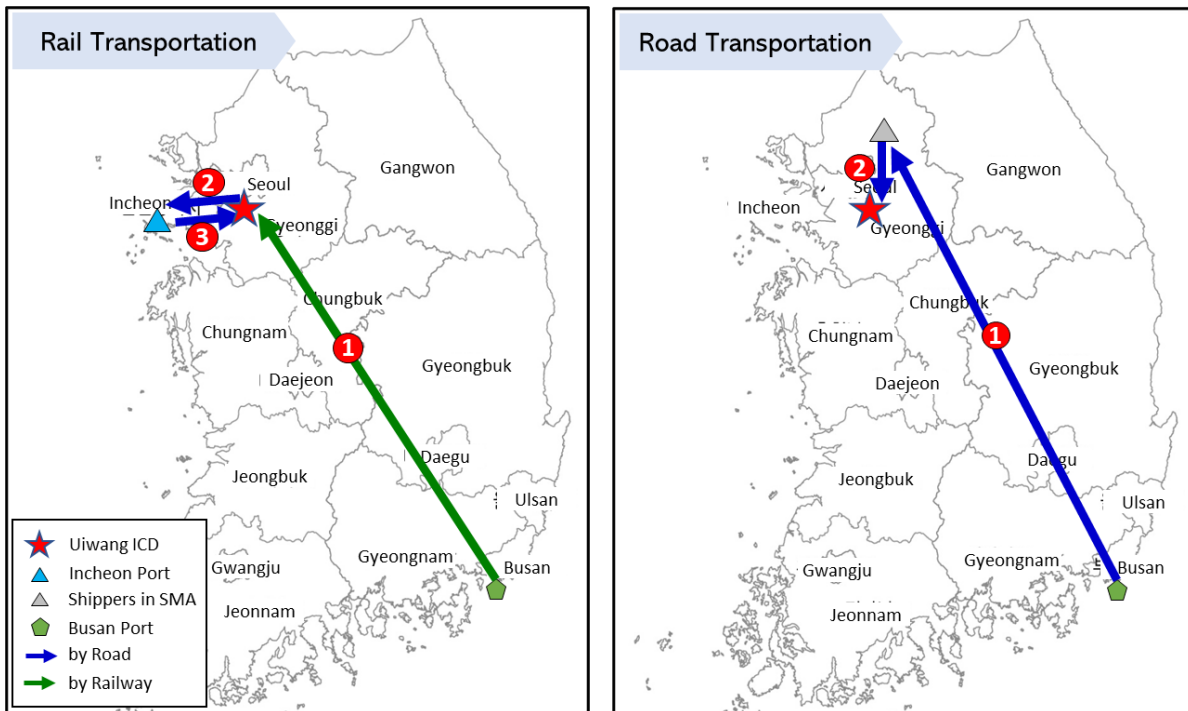 Rail Transportation
Gangwon
2
Seoul
Incheon
Gyeonggi
3
Chungbuk
Chungnam
1
Gyeongbuk
Daejeon
Daegu
Jeongbuk
Ulsan
Gyeongnam
Busan
Gwangju
Jeonnam
Uiwang ICD
Incheon Port
Shippers in SMA
Busan Port
by Road
by Railway
Road Transportation
Gangwon
2
Seoul
Incheon
Gyeonggi
Chungbuk
Chungnam
1
Gyeongbuk
Daejeon
Daegu
Jeongbuk
Ulsan
Gyeongnam
Busan
Gwangju
Jeonnam